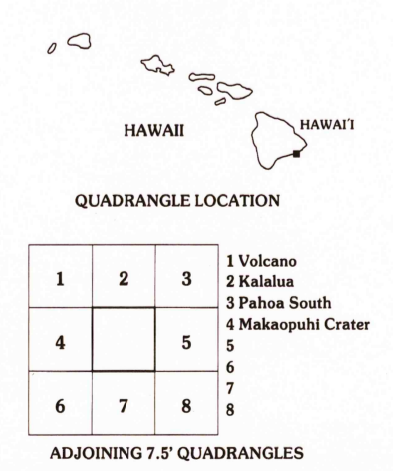 HAWAII
HAWAI'I
QUADRANGLE LOCATION
1 2 3
4 5
6 7 8
1 Volcano
2 Kalalua
3 Pahoa South
4 Makaopuhi Crater
5
6
7
8
ADJOINING 7.5' QUADRANGLES